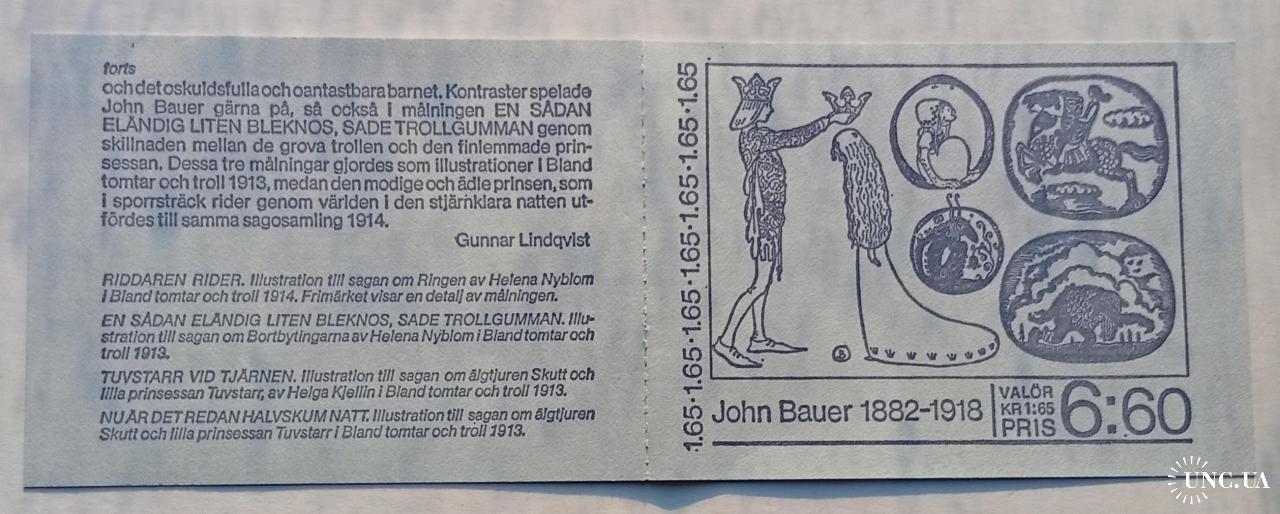 forts
och det oskuldsfulla och oantastbara barnet. Kontraster spelade
John Bauer gärna på, så också i målningen EN SÅDAN
ELÄNDIG LITEN BLEKNOS, SADE TROLLGUMMAN genom
skillnaden mellan de grova trollen och den finlemmade prin-
sessan. Dessa tre målningar gjordes som illustrationer i Bland
tomtar och troll 1913, medan den modige och ädle prinsen, som
i sporrsträck rider genom världen i den stjärnklara natten ut-
fördes till samma sagosamling 1914.
Gunnar Lindqvist
RIDDAREN RIDER. Illustration till sagan om Ringen av Helena Nyblom
i Bland tomtar och troll 1914. Frimärket visar en detalj av målningen.
EN SÅDAN ELÄNDIG LITEN BLEKNOS, SADE TROLLGUMMAN. Illu-
stration till sagan om Bortbytingarna av Helena Nyblom i Bland tomtar och
troll 1913.
TUVSTARR VID TJÄRNEN. Illustration till sagan om älgtjuren Skutt och
lilla prinsessan Tuvstarr, av Helga Kjellin i Bland tomtar och troll 1913.
NU ÄR DET REDAN HALVSKUM NATT. Illustration till sagan om älgtjuren
Skutt och lilla prinsessan Tuvstarr i Bland tomtar och troll 1913.
1.65·1.65·1.65·1.65·1.65·1.65·1.65
John Bauer 1882–1918
VALÖR
KR 1:65
PRIS
6:60
UNC.UA